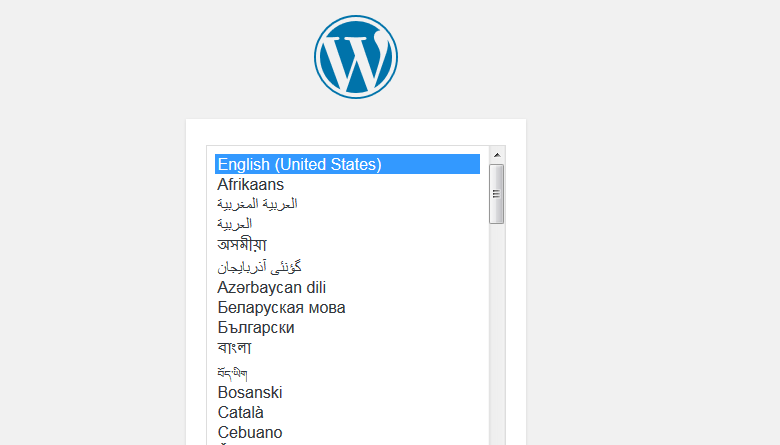 English (United States)
Afrikaans
العربية المغربية
العربية
অসমীয়া
گؤنئی آذربایجان
Azərbaycan dili
Беларуская мова
Български
বাংলা
བོད་ཡིག
Bosanski
Català
Cebuano